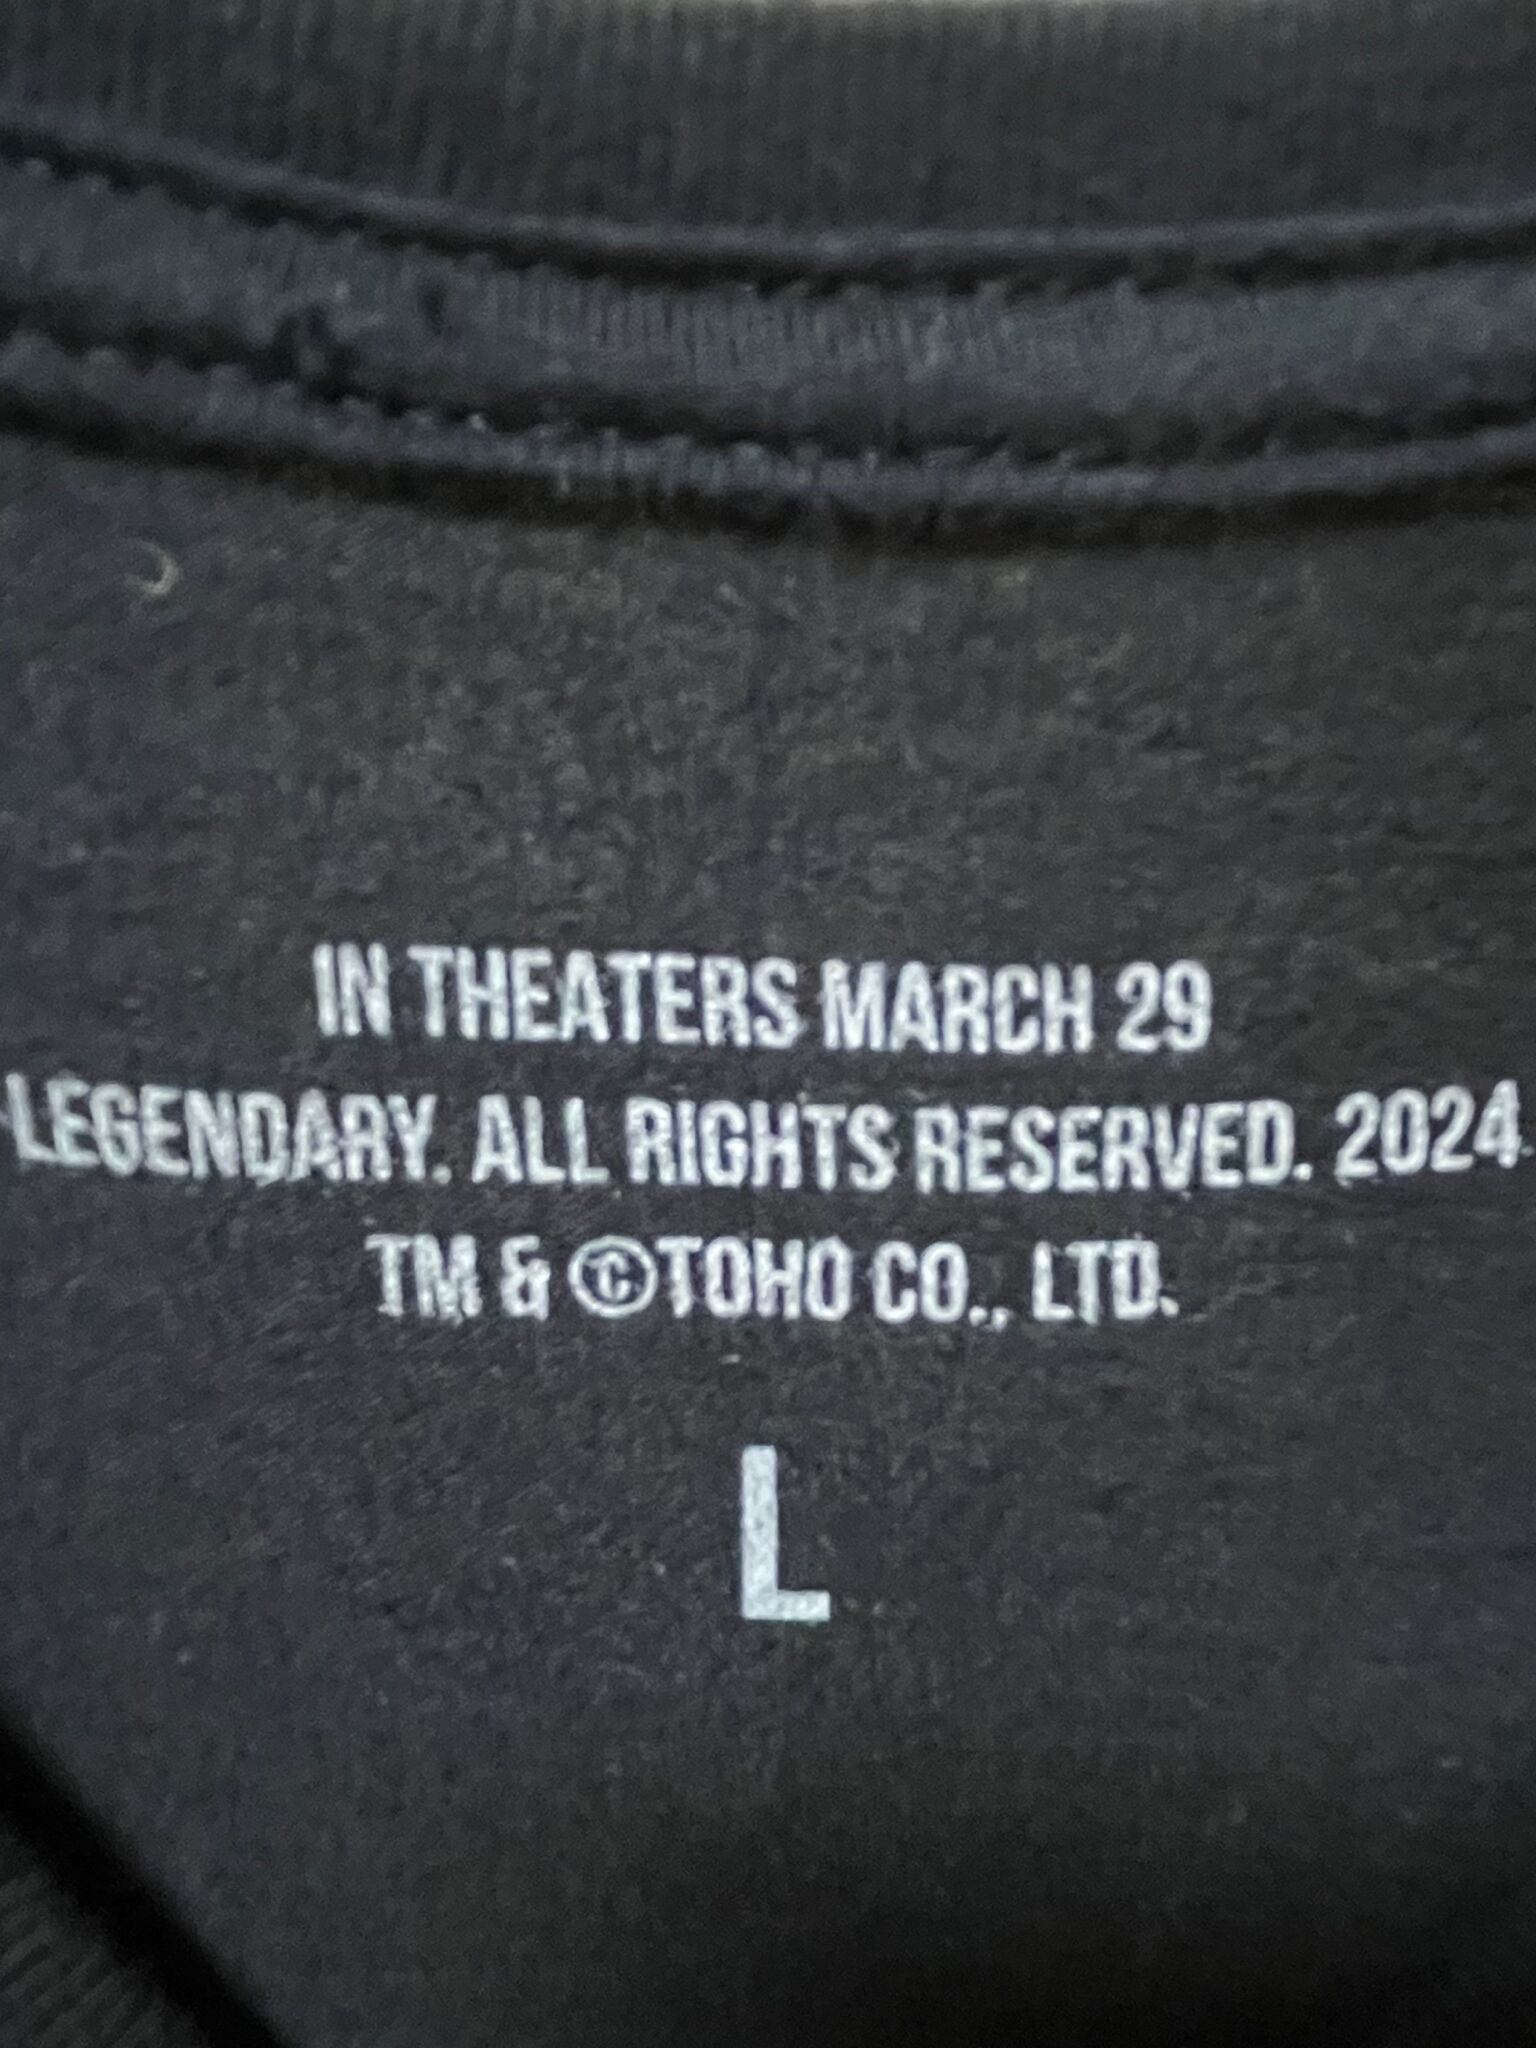 IN THEATERS MARCH 29
LEGENDARY. ALL RIGHTS RESERVED. 2024.
TM & ©TOHO CO., LTD.
L